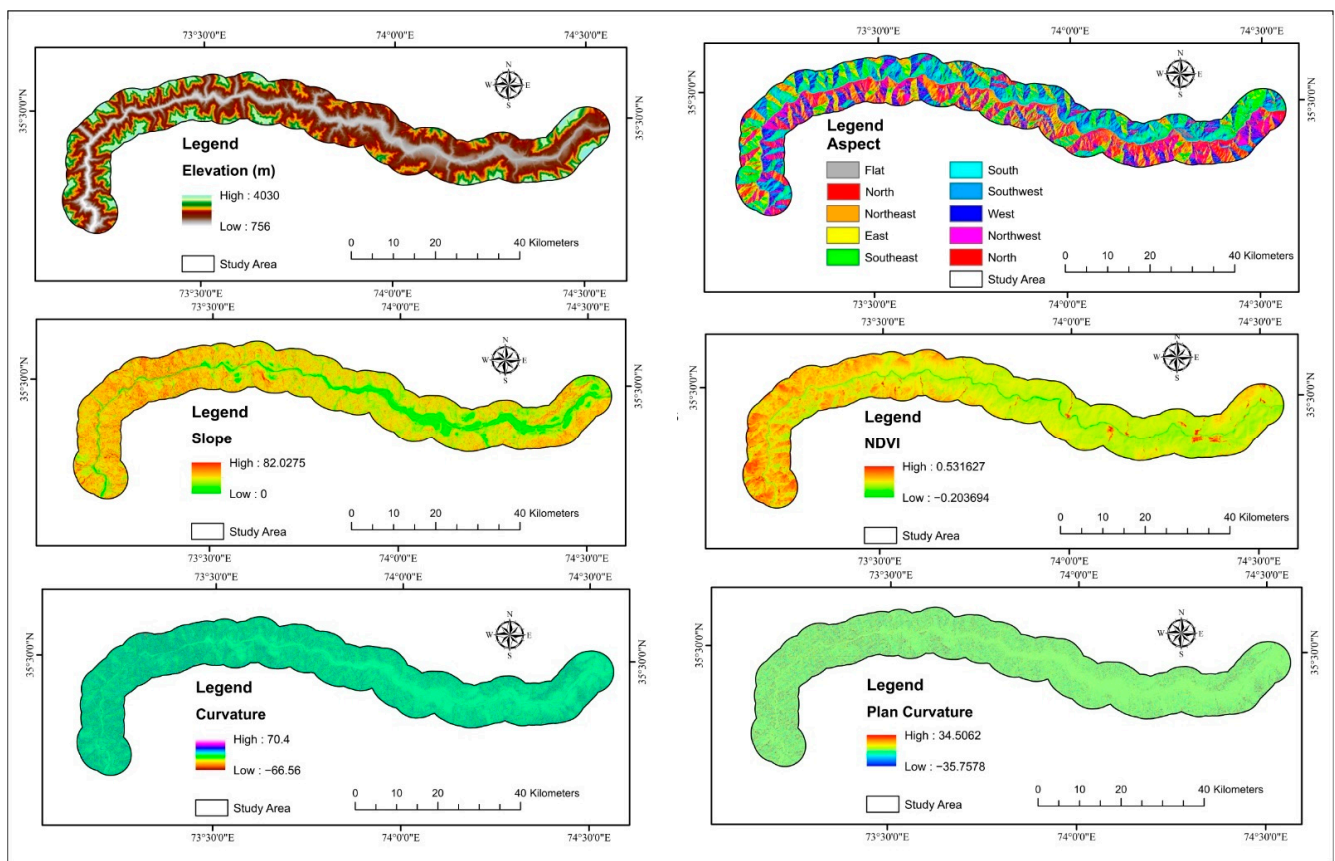 73°30'0"E 74°0'0"E 74°30'0"E
N
W E
S
35°30'0"N
35°30'0"N
Legend
Elevation (m)
High : 4030
Low : 756
Study Area
0 10 20 40 Kilometers
73°30'0"E 74°0'0"E 74°30'0"E
73°30'0"E 74°0'0"E 74°30'0"E
N
W E
S
35°30'0"N
35°30'0"N
Legend
Aspect
Flat
North
Northeast
East
Southeast
South
Southwest
West
Northwest
North
Study Area
0 10 20 40 Kilometers
73°30'0"E 74°0'0"E 74°30'0"E
N
W E
S
35°30'0"N
35°30'0"N
Legend
Slope
High : 82.0275
Low : 0
Study Area
0 10 20 40 Kilometers
73°30'0"E 74°0'0"E 74°30'0"E
73°30'0"E 74°0'0"E 74°30'0"E
N
W E
S
35°30'0"N
35°30'0"N
Legend
NDVI
High : 0.531627
Low : −0.203694
Study Area
0 10 20 40 Kilometers
73°30'0"E 74°0'0"E 74°30'0"E
N
W E
S
35°30'0"N
35°30'0"N
Legend
Curvature
High : 70.4
Low : −66.56
Study Area
0 10 20 40 Kilometers
73°30'0"E 74°0'0"E 74°30'0"E
N
W E
S
35°30'0"N
35°30'0"N
Legend
Plan Curvature
High : 34.5062
Low : −35.7578
Study Area
0 10 20 40 Kilometers
73°30'0"E 74°0'0"E 74°30'0"E